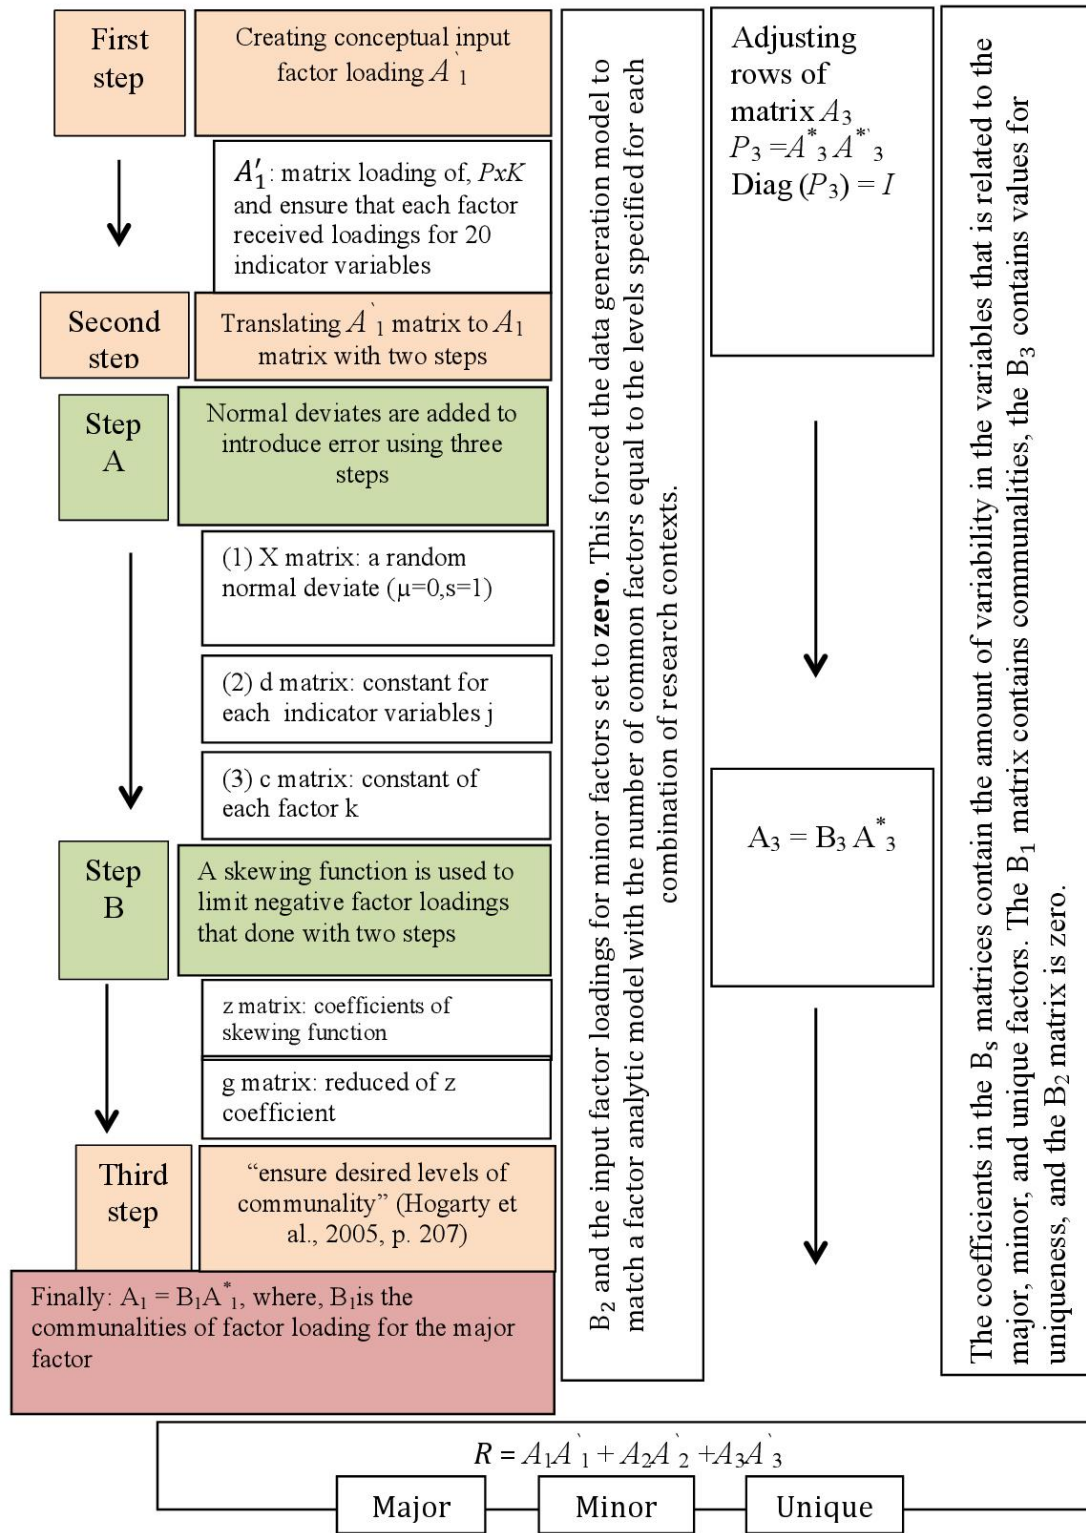 First
step
Creating conceptual input
factor loading A`1
A′1: matrix loading of, PxK
and ensure that each factor
received loadings for 20
indicator variables
Second
step
Translating A`1 matrix to A1
matrix with two steps
Step
A
Normal deviates are added to
introduce error using three
steps
(1) X matrix: a random
normal deviate (μ=0,s=1)
(2) d matrix: constant for
each indicator variables j
(3) c matrix: constant of
each factor k
Step
B
A skewing function is used to
limit negative factor loadings
that done with two steps
z matrix: coefficients of
skewing function
g matrix: reduced of z
coefficient
Third
step
“ensure desired levels of
communality” (Hogarty
et al., 2005, p. 207)
Finally: A1 = B1A*1, where, B1is the
communalities of factor loading for the major
factor
B2 and the input factor loadings for minor factors set to zero. This forced the data generation model to
match a factor analytic model with the number of common factors equal to the levels specified for each
combination of research contexts.
Adjusting
rows of
matrix A3
P3 =A*3 A*`3
Diag (P3) = I
A3 = B3 A*3
The coefficients in the Bs matrices contain the amount of variability in the variables that is related to the
major, minor, and unique factors. The B1 matrix contains communalities, the B3 contains values for
uniqueness, and the B2 matrix is zero.
R = A1A`1 + A2A`2 +A3A`3
Major
Minor
Unique